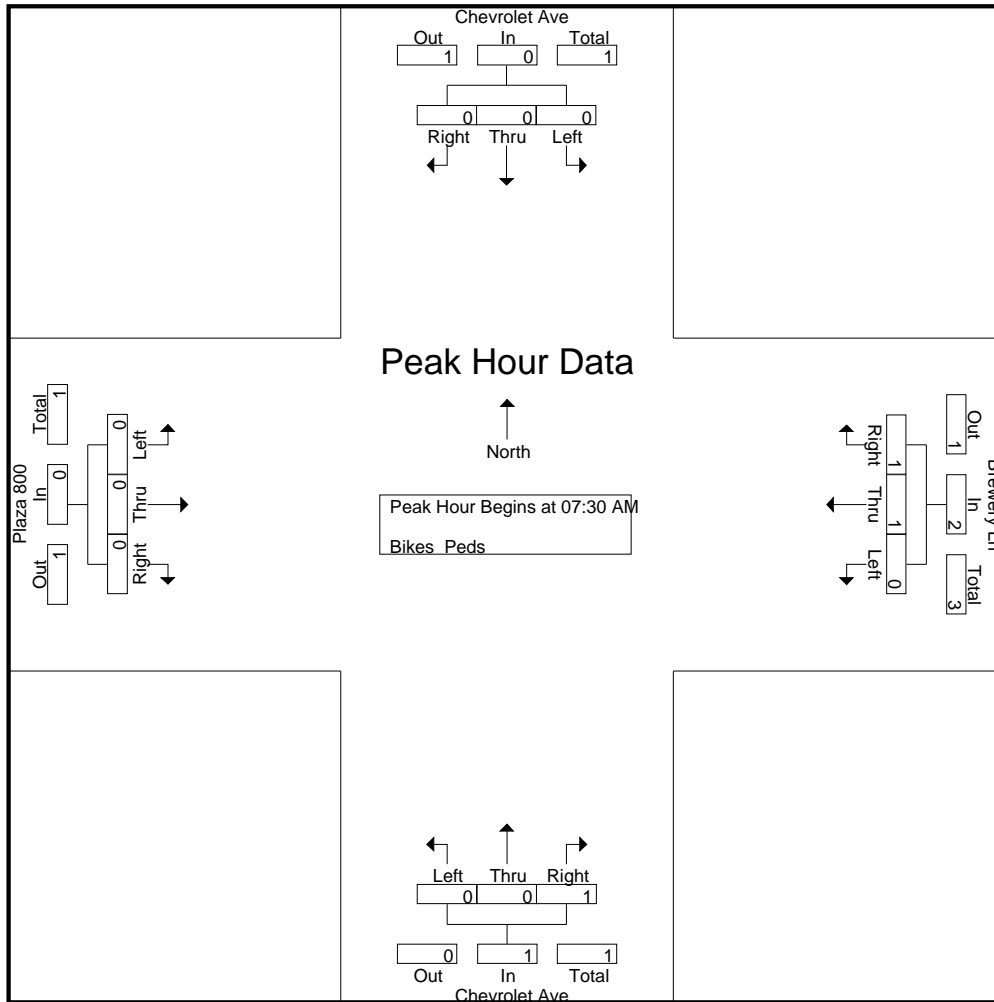 Chevrolet Ave
Out In Total
1 0 1
0 0 0
Right Thru Left
Peak Hour Data
North
Peak Hour Begins at 07:30 AM
Bikes Peds
Plaza 800
Out In Total
1 0 1
Right Thru Left
0 0 0
Out In Total
1 2 3
Right Thru Left
1 1 0
Left Thru Right
0 0 1
0 1 1
Out In Total
Chevrolet Ave